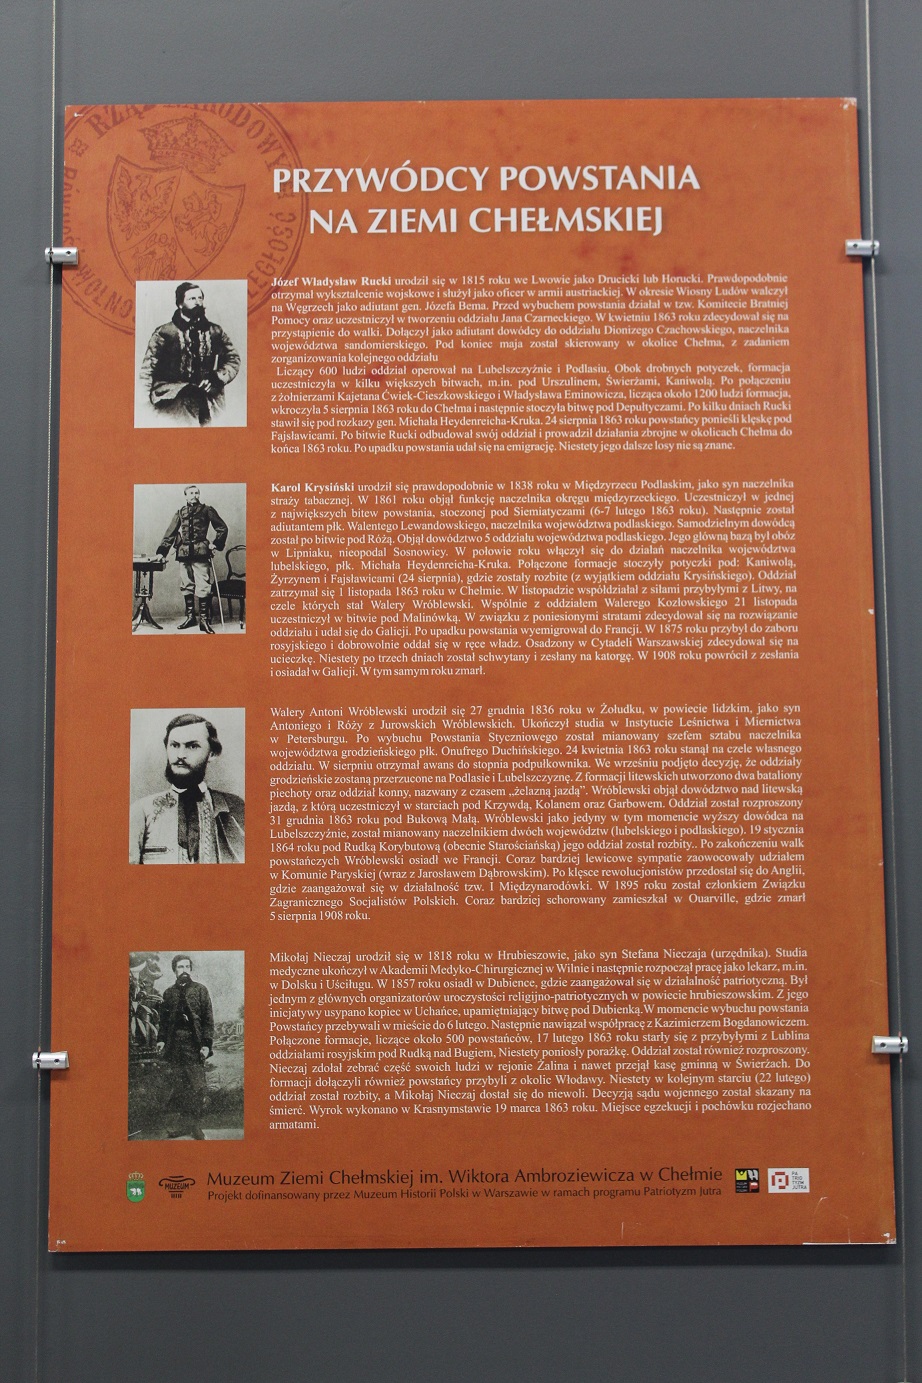 RZĄD NARODOWY
PRZYWÓDCY POWSTANIA
NA ZIEMI CHEŁMSKIEJ
Józef Władysław Rucki urodził się w 1815 roku we Lwowie jako Drucicki lub Horucki. Prawdopodobnie
otrzymał wykształcenie wojskowe i służył jako oficer w armii austriackiej. W okresie Wiosny Ludów walczył
na Węgrzech jako adiutant gen. Józefa Bema. Przed wybuchem powstania działał w tzw. Komitecie Bratniej
Pomocy oraz uczestniczył w tworzeniu oddziału Jana Czarneckiego. W kwietniu 1863 roku zdecydował się na
przystąpienie do walki. Dołączył jako adiutant dowódcy do oddziału Dionizego Czachowskiego, naczelnika
województwa sandomierskiego. Pod koniec maja został skierowany w okolice Chełma, z zadaniem
zorganizowania kolejnego oddziału
Liczący 600 ludzi oddział operował na Lubelszczyźnie i Podlasiu. Obok drobnych potyczek, formacja
uczestniczyła w kilku większych bitwach, m.in. pod Urszulinem, Świerżami, Kaniwolą. Po połączeniu
z żołnierzami Kajetana Ćwiek-Cieszkowskiego i Władysława Eminowicza, licząca około 1200 ludzi formacja,
wkroczyła 5 sierpnia 1863 roku do Chełma i następnie stoczyła bitwę pod Depułtyczami. Po kilku dniach Rucki
stawił się pod rozkazy gen. Michała Heydenreicha-Kruka. 24 sierpnia 1863 roku powstańcy ponieśli klęskę pod
Fajsławicami. Po bitwie Rucki odbudował swój oddział i prowadził działania zbrojne w okolicach Chełma do
końca 1863 roku. Po upadku powstania udał się na emigrację. Niestety jego dalsze losy nie są znane.
Karol Krysiński urodził się prawdopodobnie w 1838 roku w Międzyrzecu Podlaskim, jako syn naczelnika
straży tabacznej. W 1861 roku objął funkcję naczelnika okręgu międzyrzeckiego. Uczestniczył w jednej
z największych bitew powstania, stoczonej pod Siemiatyczami (6-7 lutego 1863 roku). Następnie został
adiutantem płk. Walentego Lewandowskiego, naczelnika województwa podlaskiego. Samodzielnym dowódcą
został po bitwie pod Różą. Objął dowództwo 5 oddziału województwa podlaskiego. Jego główną bazą był obóz
w Lipniaku, nieopodal Sosnowicy. W połowie roku włączył się do działań naczelnika województwa
lubelskiego, płk. Michała Heydenreicha-Kruka. Połączone formacje stoczyły potyczki pod: Kaniwolą,
Żyrzynem i Fajsławicami (24 sierpnia), gdzie zostały rozbite (z wyjątkiem oddziału Krysińskiego). Oddział
zatrzymał się 1 listopada 1863 roku w Chełmie. W listopadzie współdziałał z siłami przybyłymi z Litwy, na
czele których stał Walery Wróblewski. Wspólnie z oddziałem Walerego Kozłowskiego 21 listopada
uczestniczył w bitwie pod Malinówką. W związku z poniesionymi stratami zdecydował się na rozwiązanie
oddziału i udał się do Galicji. Po upadku powstania wyemigrował do Francji. W 1875 roku przybył do zaboru
rosyjskiego i dobrowolnie oddał się w ręce władz. Osadzony w Cytadeli Warszawskiej zdecydował się na
ucieczkę. Niestety po trzech dniach został schwytany i zesłany na katorgę. W 1908 roku powrócił z zesłania
i osiadał w Galicji. W tym samym roku zmarł.
Walery Antoni Wróblewski urodził się 27 grudnia 1836 roku w Żołudku, w powiecie lidzkim, jako syn
Antoniego i Róży z Jurowskich Wróblewskich. Ukończył studia w Instytucie Leśnictwa i Miernictwa
w Petersburgu. Po wybuchu Powstania Styczniowego został mianowany szefem sztabu naczelnika
województwa grodzieńskiego płk. Onufrego Duchińskiego. 24 kwietnia 1863 roku stanął na czele własnego
oddziału. W sierpniu otrzymał awans do stopnia podpułkownika. We wrześniu podjęto decyzję, że oddziały
grodzieńskie zostaną przerzucone na Podlasie i Lubelszczyznę. Z formacji litewskich utworzono dwa bataliony
piechoty oraz oddział konny, nazwany z czasem „żelazną jazdą”. Wróblewski objął dowództwo nad litewską
jazdą, z którą uczestniczył w starciach pod Krzywdą, Kolanem oraz Garbowem. Oddział został rozproszony
31 grudnia 1863 roku pod Bukową Małą. Wróblewski jako jedyny w tym momencie wyższy dowódca na
Lubelszczyźnie, został mianowany naczelnikiem dwóch województw (lubelskiego i podlaskiego). 19 stycznia
1864 roku pod Rudką Korybutową (obecnie Starościańską) jego oddział został rozbity.. Po zakończeniu walk
powstańczych Wróblewski osiadł we Francji. Coraz bardziej lewicowe sympatie zaowocowały udziałem
w Komunie Paryskiej (wraz z Jarosławem Dąbrowskim). Po klęsce rewolucjonistów przedostał się do Anglii,
gdzie zaangażował się w działalność tzw. I Międzynarodówki. W 1895 roku został członkiem Związku
Zagranicznego Socjalistów Polskich. Coraz bardziej schorowany zamieszkał w Ouarville, gdzie zmarł
5 sierpnia 1908 roku.
Mikołaj Nieczaj urodził się w 1818 roku w Hrubieszowie, jako syn Stefana Nieczaja (urzędnika). Studia
medyczne ukończył w Akademii Medyko-Chirurgicznej w Wilnie i następnie rozpoczął pracę jako lekarz, m.in.
w Dolsku i Uściługu. W 1857 roku osiadł w Dubience, gdzie zaangażował się w działalność patriotyczną. Był
jednym z głównych organizatorów uroczystości religijno-patriotycznych w powiecie hrubieszowskim. Z jego
inicjatywy usypano kopiec w Uchańce, upamiętniający bitwę pod Dubienką.W momencie wybuchu powstania
Powstańcy przebywali w mieście do 6 lutego. Następnie nawiązał współpracę z Kazimierzem Bogdanowiczem.
Połączone formacje, liczące około 500 powstańców, 17 lutego 1863 roku starły się z przybyłymi z Lublina
oddziałami rosyjskim pod Rudką nad Bugiem, Niestety poniosły porażkę. Oddział został również rozproszony.
Nieczaj zdołał zebrać część swoich ludzi w rejonie Żalina i nawet przejął kasę gminną w Świerżach. Do
formacji dołączyli również powstańcy przybyli z okolic Włodawy. Niestety w kolejnym starciu (22 lutego)
oddział został rozbity, a Mikołaj Nieczaj dostał się do niewoli. Decyzją sądu wojennego został skazany na
śmierć. Wyrok wykonano w Krasnymstawie 19 marca 1863 roku. Miejsce egzekucji i pochówku rozjechano
armatami.
MUZEUM
Muzeum Ziemi Chełmskiej im. Wiktora Ambroziewicza w Chełmie
Projekt dofinansowany przez Muzeum Historii Polski w Warszawie w ramach programu Patriotyzm Jutra
PA
TRIO
TYZM
JUTRA